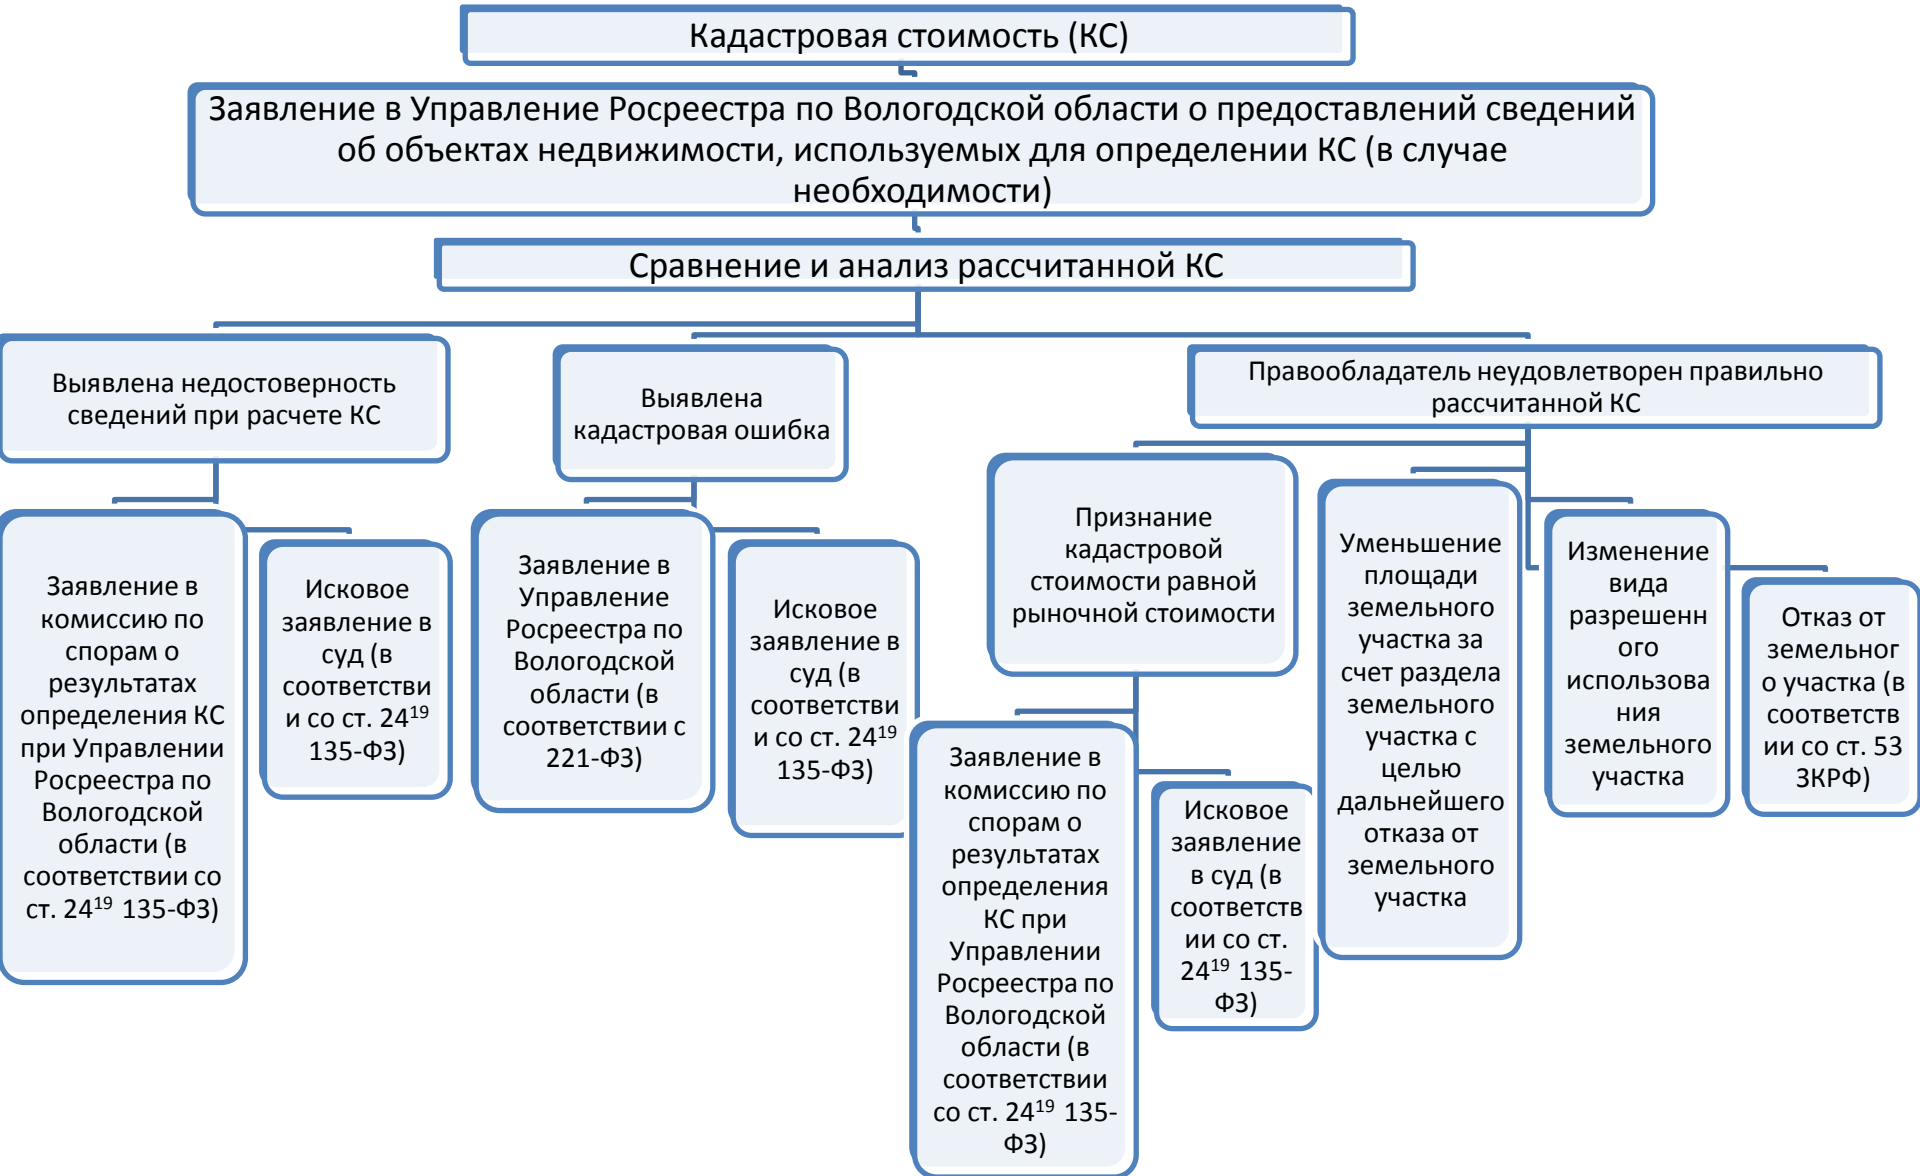 Кадастровая стоимость (КС)
Заявление в Управление Росреестра по Вологодской области о предоставлений сведений
об объектах недвижимости, используемых для определении КС (в случае
необходимости)
Сравнение и анализ рассчитанной КС
Выявлена недостоверность
сведений при расчете КС
Выявлена
кадастровая ошибка
Правообладатель неудовлетворен правильно
рассчитанной КС
Заявление в
комиссию по
спорам о
результатах
определения КС
при Управлении
Росреестра по
Вологодской
области (в
соответствии со
ст. 24¹⁹ 135-ФЗ)
Исковое
заявление в
суд (в
соответстви
и со ст. 24¹⁹
135-ФЗ)
Заявление в
Управление
Росреестра по
Вологодской
области (в
соответствии с
221-ФЗ)
Исковое
заявление в
суд (в
соответстви
и со ст. 24¹⁹
135-ФЗ)
Признание
кадастровой
стоимости равной
рыночной стоимости
Заявление в
комиссию по
спорам о
результатах
определения
КС при
Управлении
Росреестра по
Вологодской
области (в
соответствии
со ст. 24¹⁹ 135-
ФЗ)
Исковое
заявление
в суд (в
соответств
ии со ст.
24¹⁹ 135-
ФЗ)
Уменьшение
площади
земельного
участка за
счет раздела
земельного
участка с
целью
дальнейшего
отказа от
земельного
участка
Изменение
вида
разрешенн
ого
использова
ния
земельного
участка
Отказ от
земельног
о участка (в
соответств
ии со ст. 53
ЗКРФ)